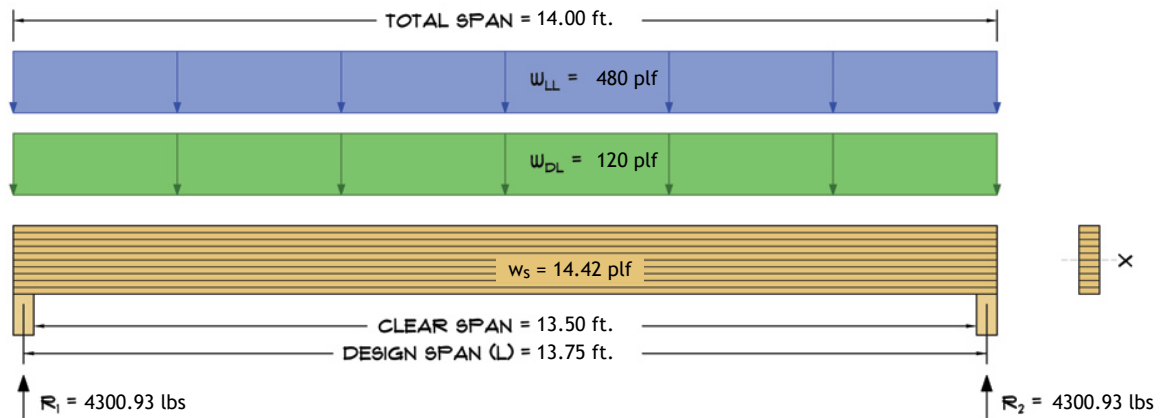 TOTAL SPAN = 14.00 ft.
WLL = 480 plf
WDL = 120 plf
ws = 14.42 plf
X
CLEAR SPAN = 13.50 ft.
DESIGN SPAN (L) = 13.75 ft.
R1 = 4300.93 lbs
R2 = 4300.93 lbs